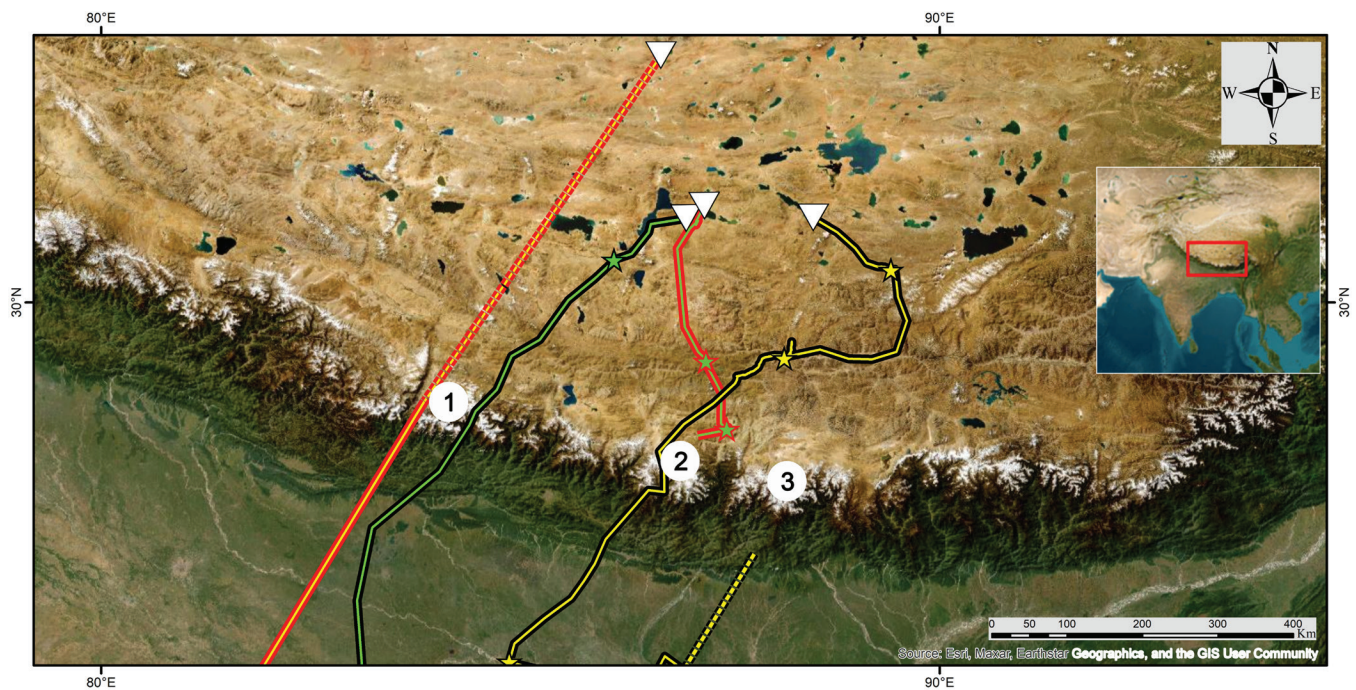 80°E
90°E
N
W
E
S
30°N
30°N
1
2
3
0 50 100 200 300 400
Km
Source: Esri, Maxar, Earthstar Geographics, and the GIS User Community
80°E
90°E